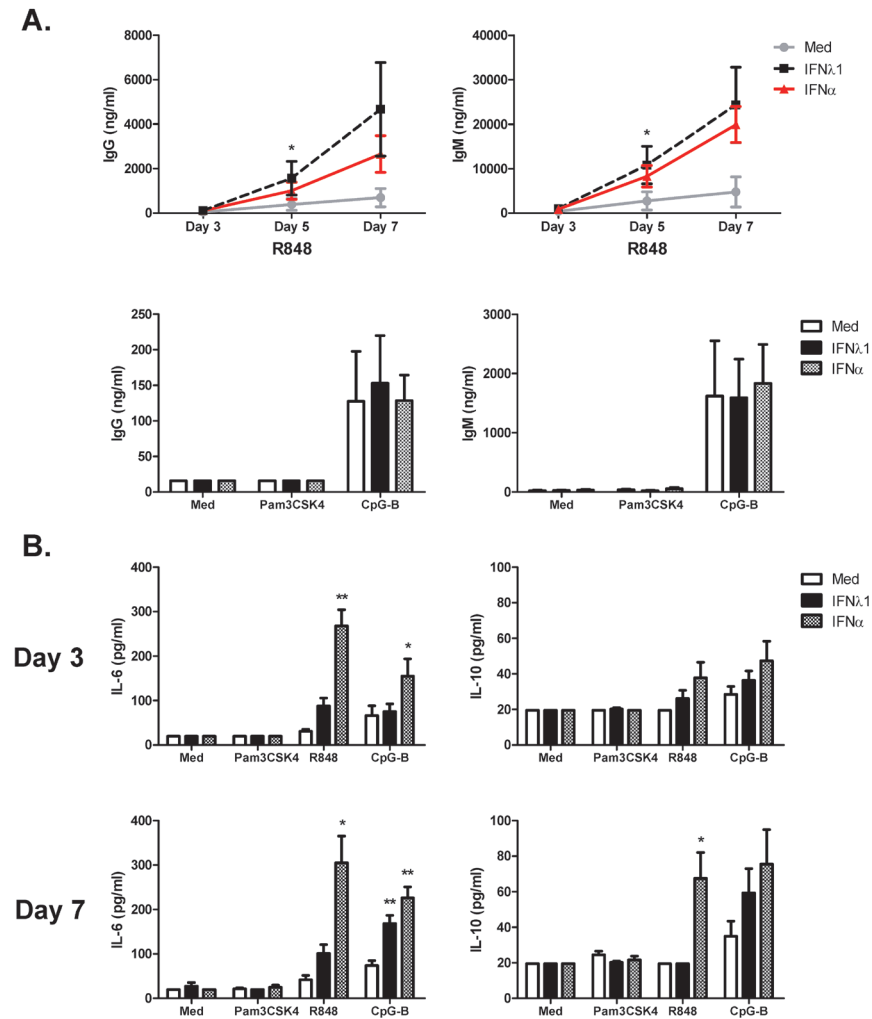 A.
8000
6000
4000
2000
0
IgG (ng/ml)
*
Day 3
Day 5
Day 7
R848
40000
30000
20000
10000
0
IgM (ng/ml)
*
Day 3
Day 5
Day 7
R848
Med
IFNλ1
IFNα
250
200
150
100
50
0
IgG (ng/ml)
Med
Pam3CSK4
CpG-B
3000
2000
1000
0
IgM (ng/ml)
Med
Pam3CSK4
CpG-B
Med
IFNλ1
IFNα
B.
Day 3
400
300
200
100
0
IL-6 (pg/ml)
**
*
Med
Pam3CSK4
R848
CpG-B
100
80
60
40
20
0
IL-10 (pg/ml)
Med
Pam3CSK4
R848
CpG-B
Med
IFNλ1
IFNα
Day 7
400
300
200
100
0
IL-6 (pg/ml)
*
**
**
Med
Pam3CSK4
R848
CpG-B
100
80
60
40
20
0
IL-10 (pg/ml)
*
Med
Pam3CSK4
R848
CpG-B